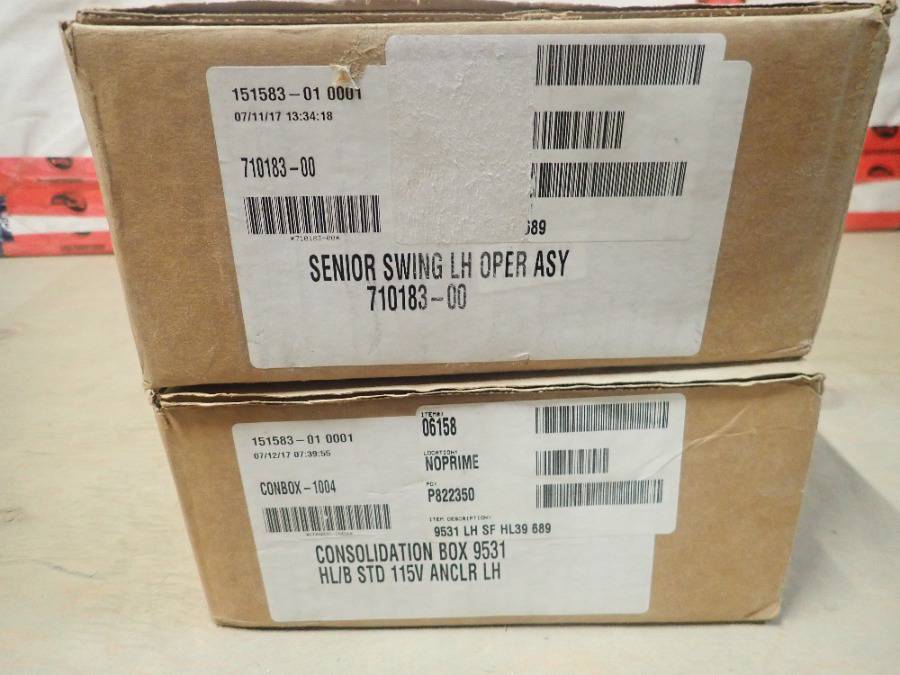 151583-01 0001
07/11/17 13:34:18
710183-00
*710183-00*
689
SENIOR SWING LH OPER ASY
710183-00
151583-01 0001
07/12/17 07:39:55
CONBOX-1004
ITEM#:
06158
LOCATION:
NOPRIME
PO:
P822350
ITEM DESCRIPTION:
9531 LH SF HL39 689
CONSOLIDATION BOX 9531
HL/B STD 115V ANCLR LH